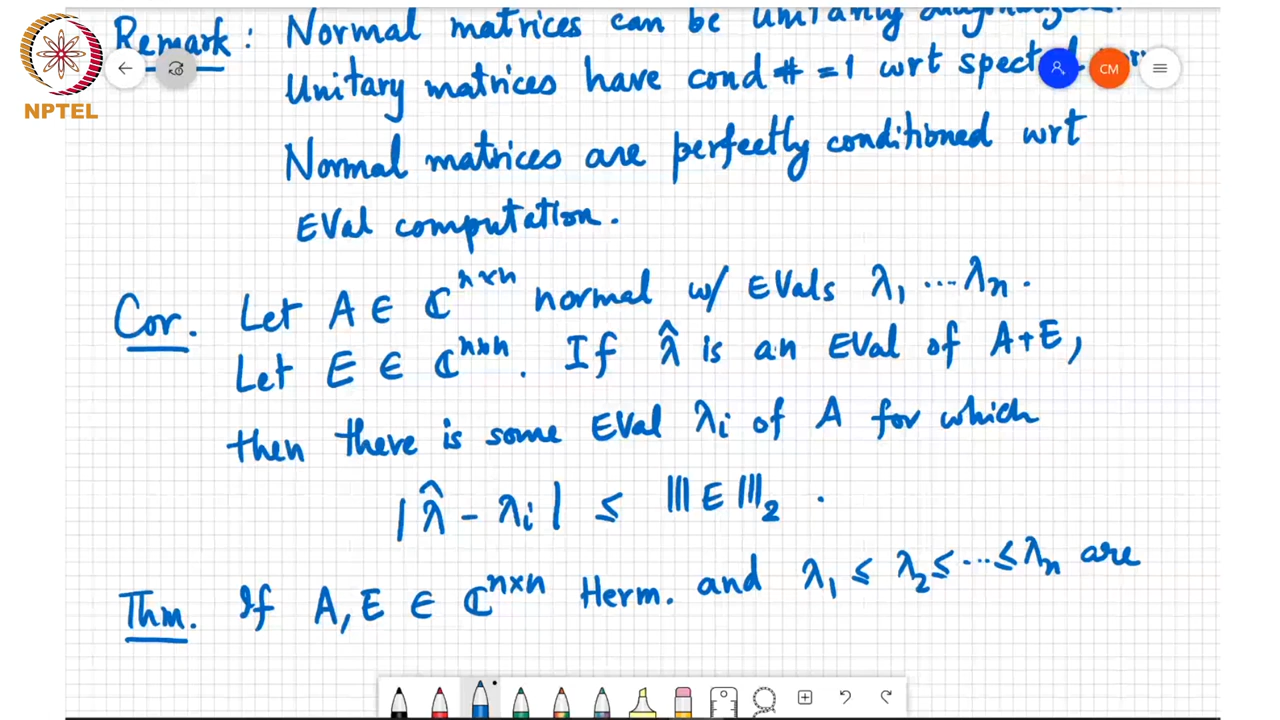 Remark: Normal matrices can be unitarily diagonalized.
Unitary matrices have cond # = 1 wrt
Normal matrices are perfectly conditioned wrt
EVal computation.
Cor. Let A ∈ ℂ^{n×n} normal w/ EVals λ₁ ... λₙ.
Let E ∈ ℂ^{n×n}. If λ̂ is an EVal of A+E,
then there is some EVal λᵢ of A for which
|λ̂ - λᵢ| ≤ |||E|||₂.
Thm. If A, E ∈ ℂ^{n×n} Herm. and λ₁ ≤ λ₂ ≤ ... ≤ λₙ are
NPTEL
CM